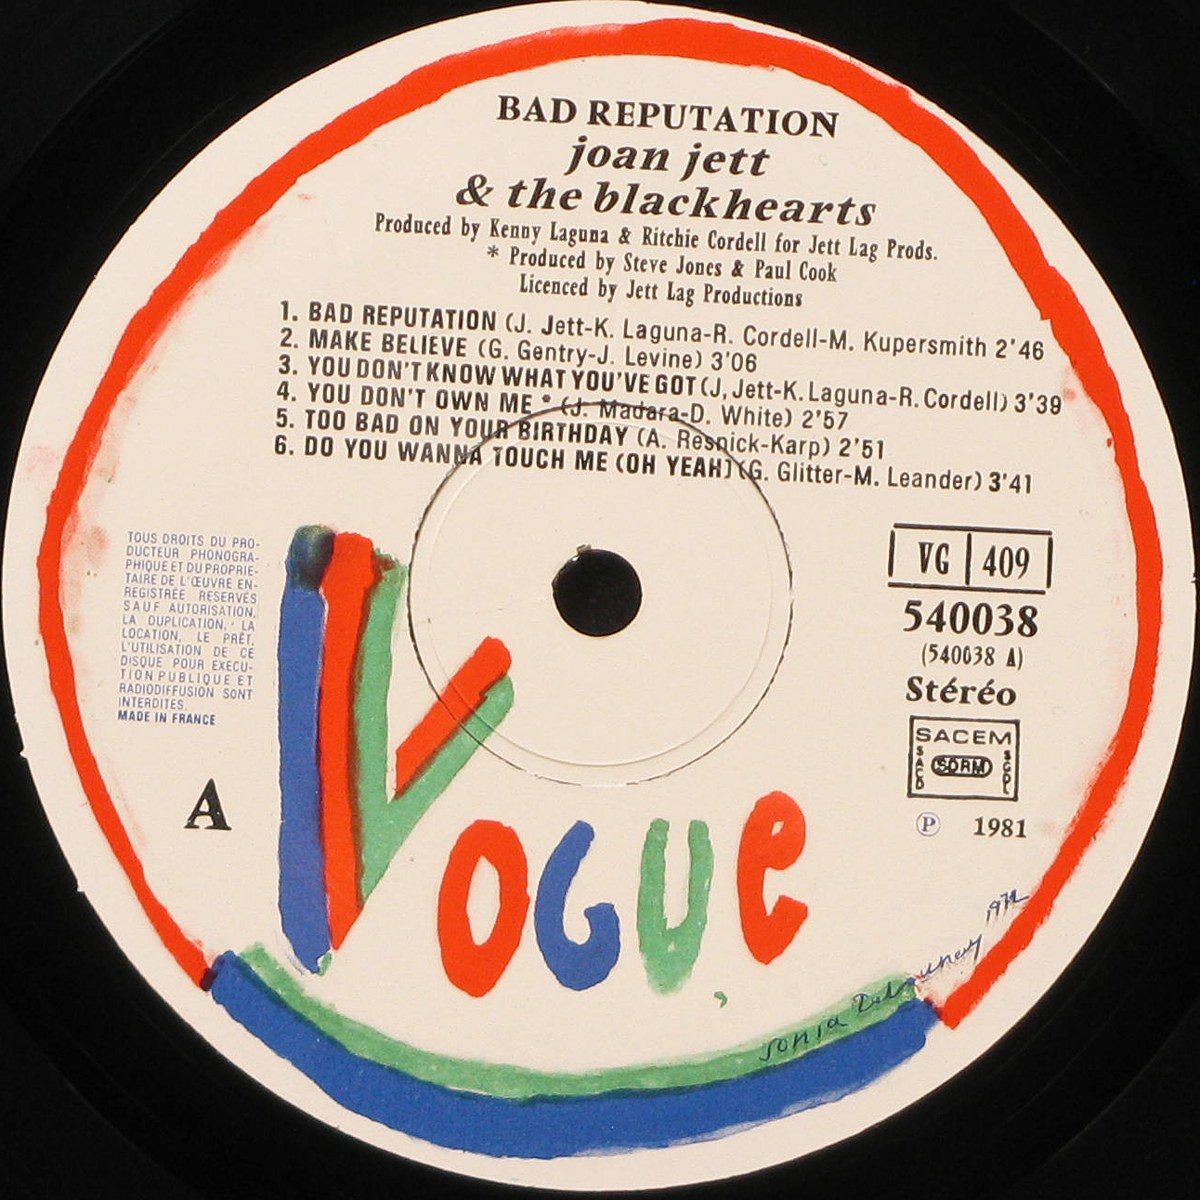 BAD REPUTATION
joan jett
& the blackhearts
Produced by Kenny Laguna & Ritchie Cordell for Jett Lag Prods.
* Produced by Steve Jones & Paul Cook
Licenced by Jett Lag Productions
1. BAD REPUTATION (J. Jett-K. Laguna-R. Cordell-M. Kupersmith 2'46
2. MAKE BELIEVE (G. Gentry-J. Levine) 3'06
3. YOU DON'T KNOW WHAT YOU'VE GOT (J, Jett-K. Laguna-R. Cordell) 3'39
4. YOU DON'T OWN ME * (J. Madara-D. White) 2'57
5. TOO BAD ON YOUR BIRTHDAY (A. Resnick-Karp) 2'51
6. DO YOU WANNA TOUCH ME (OH YEAH) (G. Glitter-M. Leander) 3'41
TOUS DROITS DU PRO-
DUCTEUR PHONOGRA-
PHIQUE ET DU PROPRIE-
TAIRE DE L'ŒUVRE EN-
REGISTRÉE RESERVÉS
SAUF AUTORISATION,
LA DUPLICATION, LA
LOCATION, LE PRÊT,
L'UTILISATION DE CE
DISQUE POUR EXECU-
TION PUBLIQUE ET
RADIODIFFUSION SONT
INTERDITES.
MADE IN FRANCE
A
VG 409
540038
(540038 A)
Stéréo
SACEM
SACD SDRM SGDL
Ⓟ 1981
VOGUE
sonia Delaunay 1972